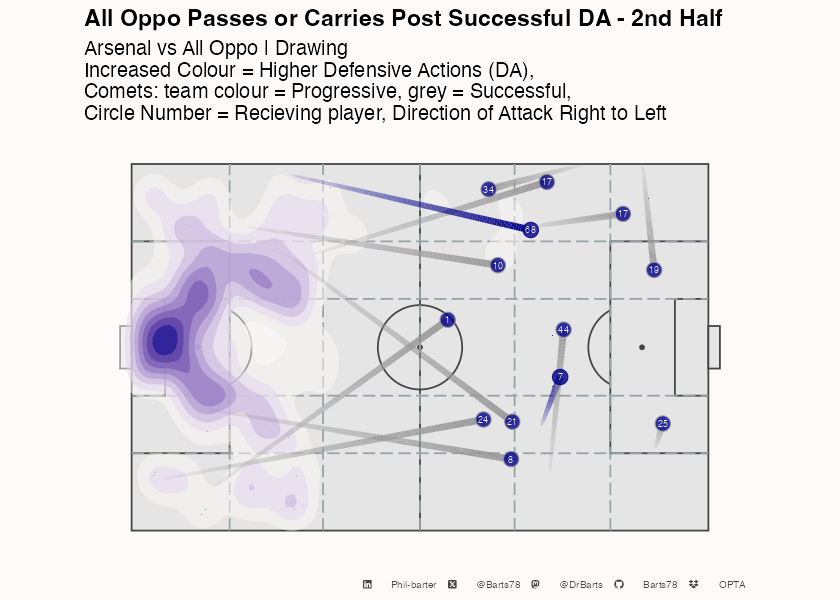 All Oppo Passes or Carries Post Successful DA - 2nd Half
Arsenal vs All Oppo | Drawing
Increased Colour = Higher Defensive Actions (DA),
Comets: team colour = Progressive, grey = Successful,
Circle Number = Recieving player, Direction of Attack Right to Left
34
17
17
68
10
19
1
44
7
24
21
25
8
Phil-barter @Barts78 @DrBarts Barts78 OPTA